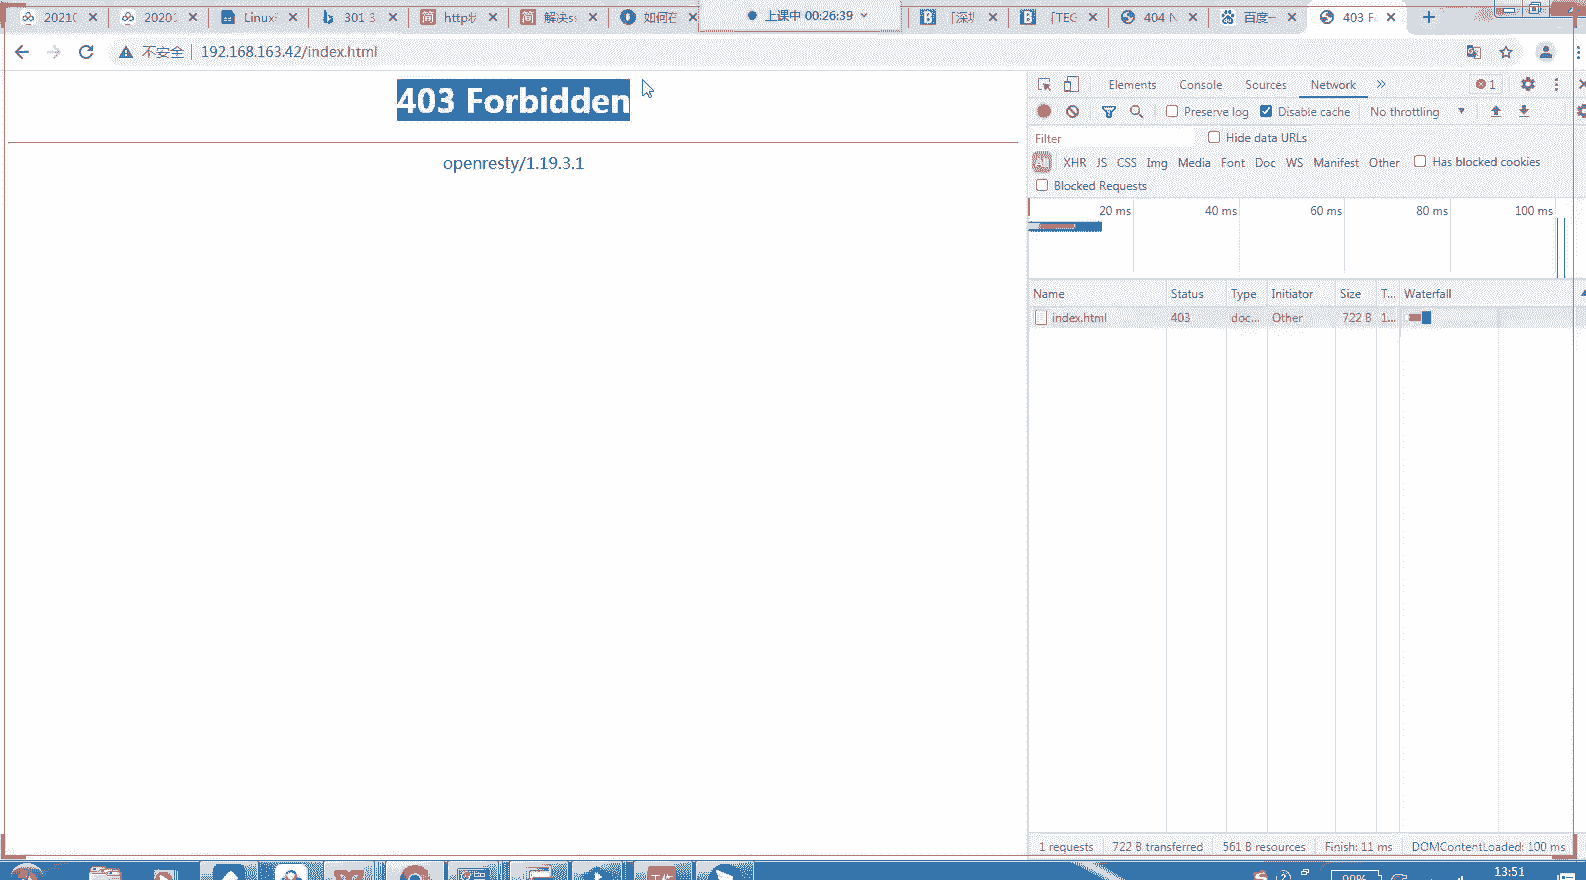 20210 2020: Linux: 301 3 http状 解决s: 如何在 上课中 00:26:39 「深圳 「TEC 404 N 百度一 403 F
不安全 192.168.163.42/index.html
403 Forbidden
openresty/1.19.3.1
Elements Console Sources Network 1
Preserve log Disable cache No throttling
Filter Hide data URLs
All XHR JS CSS Img Media Font Doc WS Manifest Other Has blocked cookies
Blocked Requests
20 ms 40 ms 60 ms 80 ms 100 ms
Name Status Type Initiator Size T... Waterfall
index.html 403 doc... Other 722 B 1...
1 requests 722 B transferred 561 B resources Finish: 11 ms DOMContentLoaded: 100 ms
工作 13:51